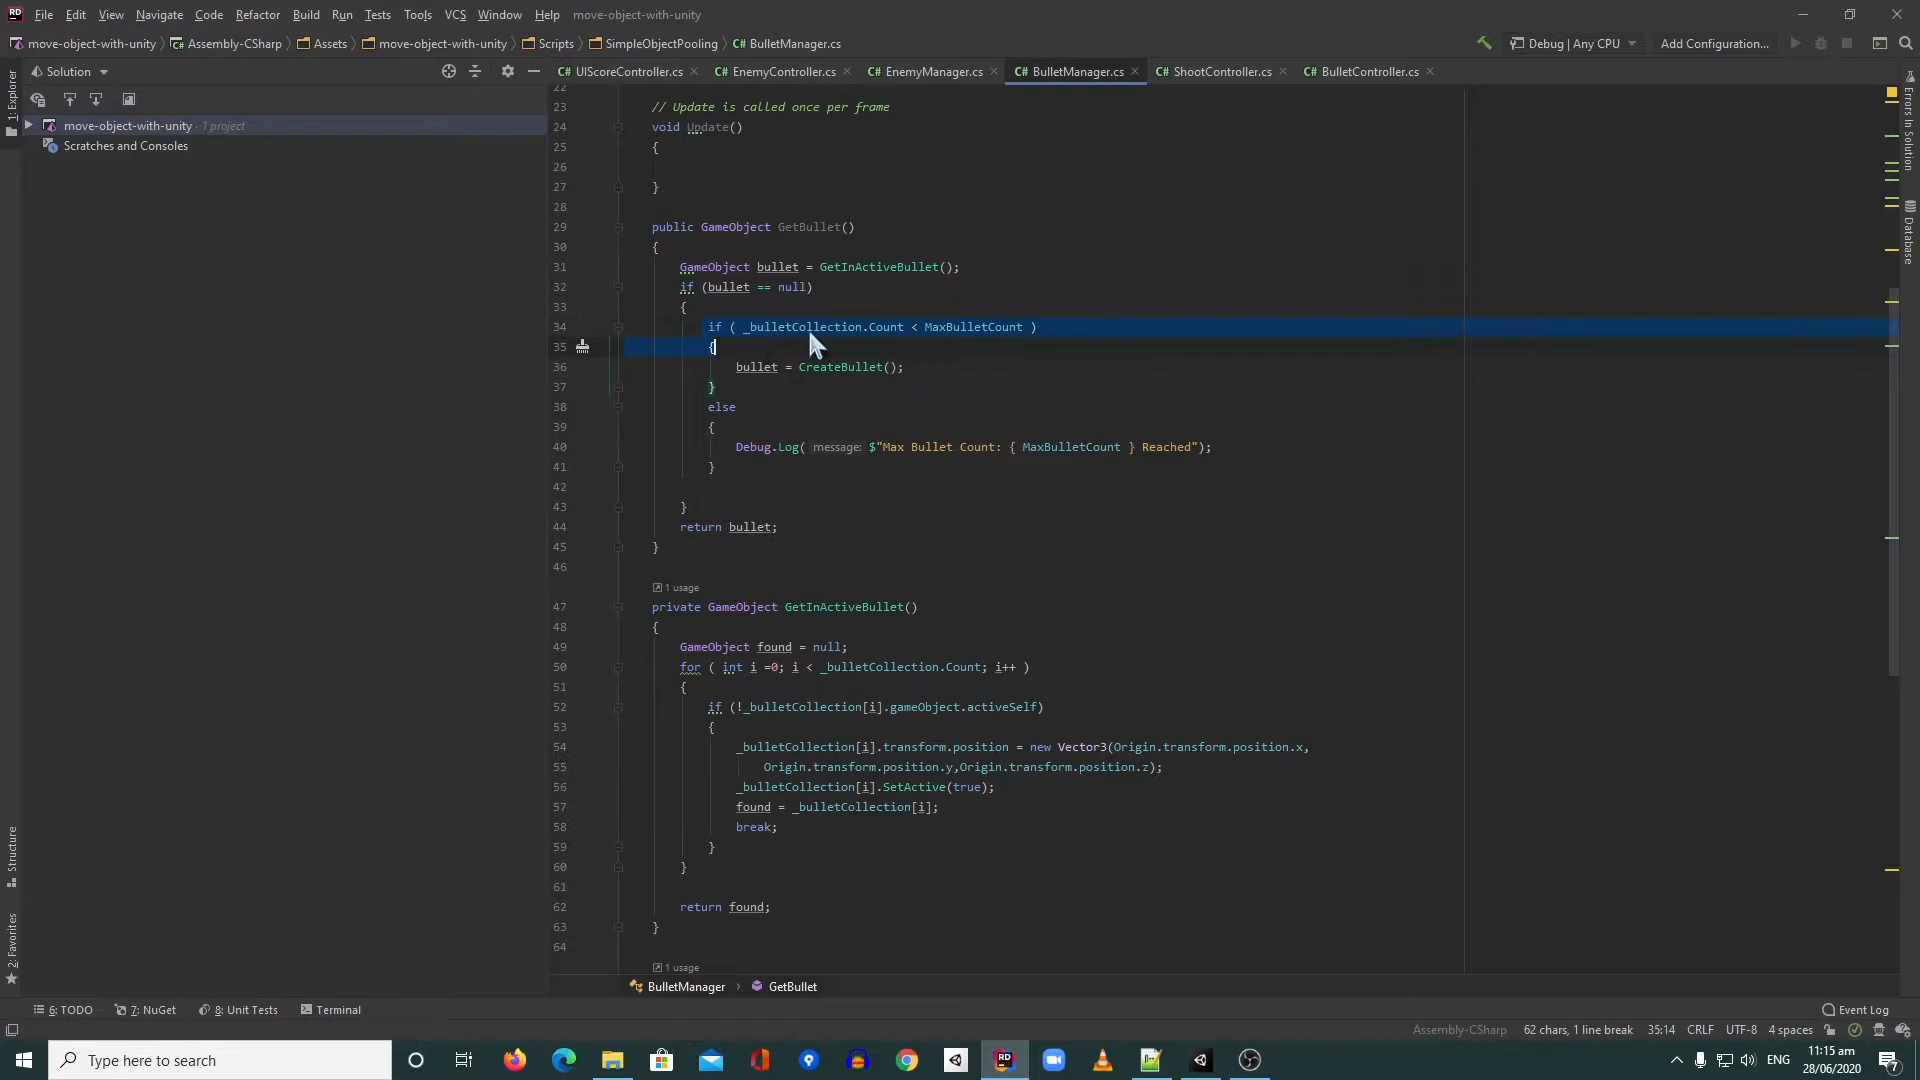 File Edit View Navigate Code Refactor Build Run Tests Tools VCS Window Help move-object-with-unity
move-object-with-unity Assembly-CSharp Assets move-object-with-unity Scripts SimpleObjectPooling BulletManager.cs
Debug | Any CPU Add Configuration...
Solution
UIScoreController.cs EnemyController.cs EnemyManager.cs BulletManager.cs ShootController.cs BulletController.cs
1: Explorer
move-object-with-unity · 1 project
Scratches and Consoles
Structure
2: Favorites
Errors In Solution
Database
22
23 // Update is called once per frame
24 void Update()
25 {
26
27 }
28
29 public GameObject GetBullet()
30 {
31 GameObject bullet = GetInActiveBullet();
32 if (bullet == null)
33 {
34 if ( _bulletCollection.Count < MaxBulletCount )
35 {
36 bullet = CreateBullet();
37 }
38 else
39 {
40 Debug.Log( message: $"Max Bullet Count: { MaxBulletCount } Reached");
41 }
42
43 }
44 return bullet;
45 }
46
1 usage
47 private GameObject GetInActiveBullet()
48 {
49 GameObject found = null;
50 for ( int i =0; i < _bulletCollection.Count; i++ )
51 {
52 if (!_bulletCollection[i].gameObject.activeSelf)
53 {
54 _bulletCollection[i].transform.position = new Vector3(Origin.transform.position.x,
55 Origin.transform.position.y,Origin.transform.position.z);
56 _bulletCollection[i].SetActive(true);
57 found = _bulletCollection[i];
58 break;
59 }
60 }
61
62 return found;
63 }
64
1 usage
BulletManager › GetBullet
6: TODO 7: NuGet 8: Unit Tests Terminal Event Log
Assembly-CSharp 62 chars, 1 line break 35:14 CRLF UTF-8 4 spaces
Type here to search
ENG
11:15 am
28/06/2020
7